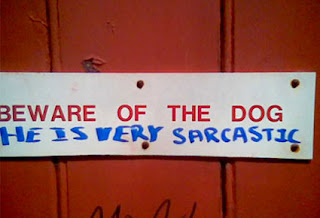 BEWARE OF THE DOG
HE IS VERY SARCASTIC